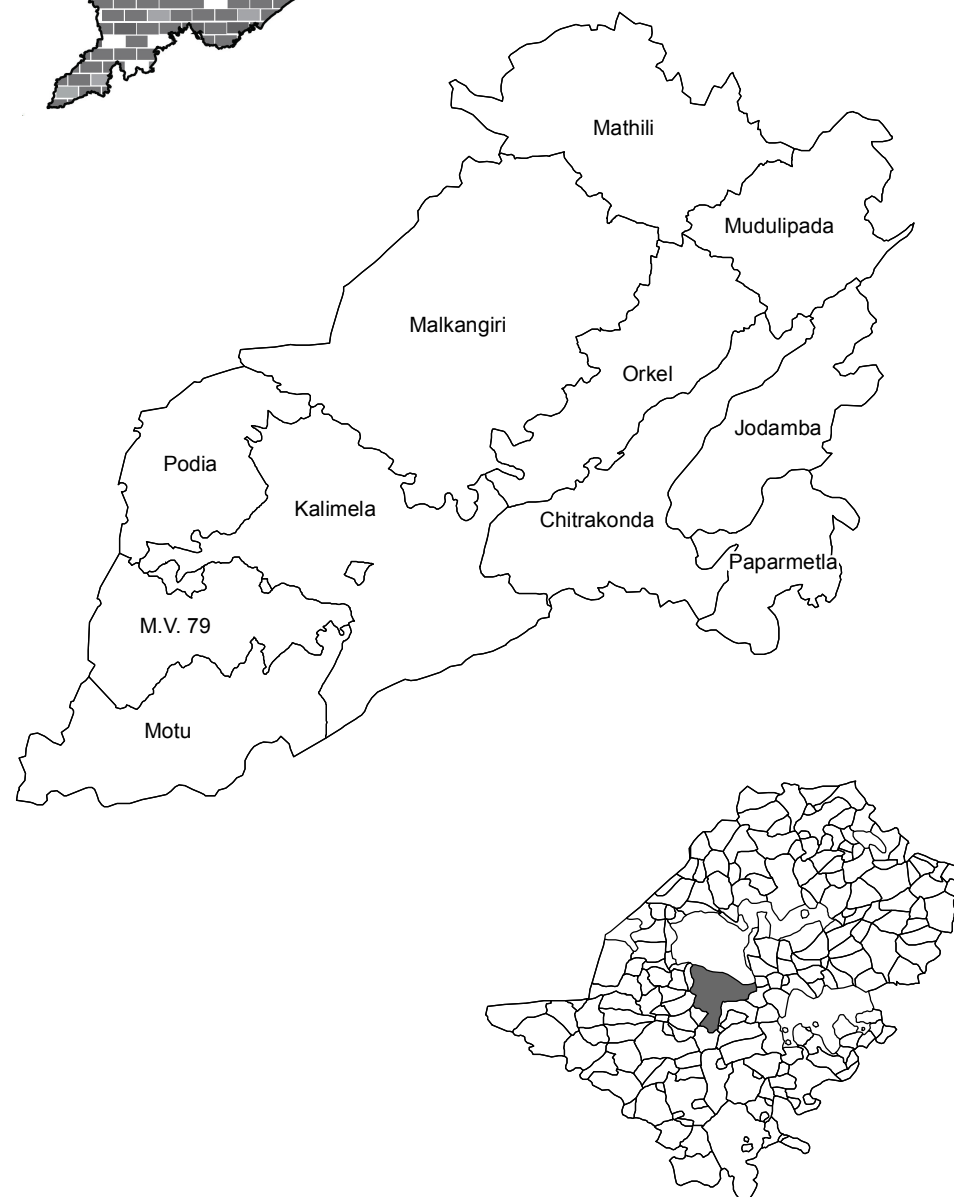 Mathili
Mudulipada
Malkangiri
Orkel
Jodamba
Podia
Kalimela
Chitrakonda
Paparmetla
M.V. 79
Motu